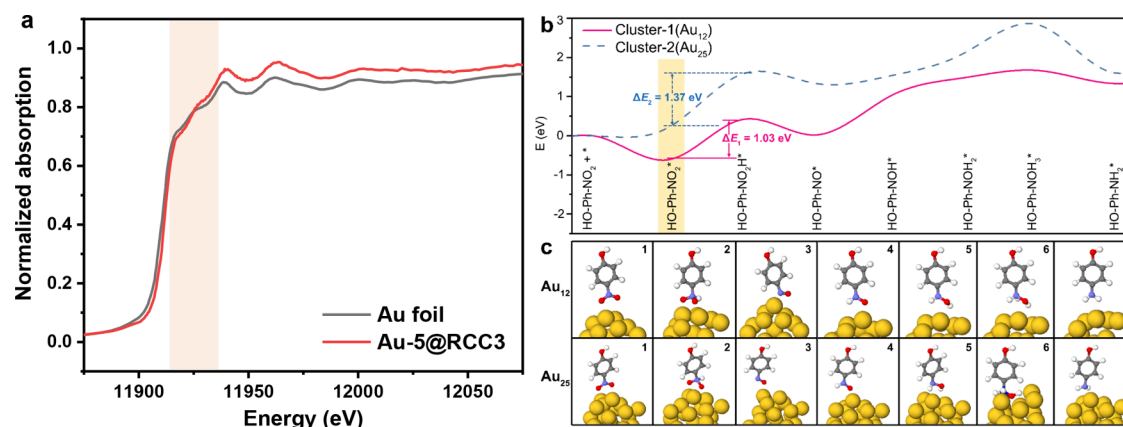 a
Normalized absorption
1.0
0.8
0.6
0.4
0.2
0.0
Au foil
Au-5@RCC3
11900
11950
12000
12050
Energy (eV)
b
E (eV)
3
2
1
0
-1
-2
Cluster-1(Au₁₂)
Cluster-2(Au₂₅)
ΔE₂ = 1.37 eV
ΔE₁ = 1.03 eV
HO-Ph-NO₂ + *
HO-Ph-NO₂*
HO-Ph-NO₂H*
HO-Ph-NO*
HO-Ph-NOH*
HO-Ph-NOH₂*
HO-Ph-NOH₃*
HO-Ph-NH₂*
c
Au₁₂
1
2
3
4
5
6
7
Au₂₅
1
2
3
4
5
6
7